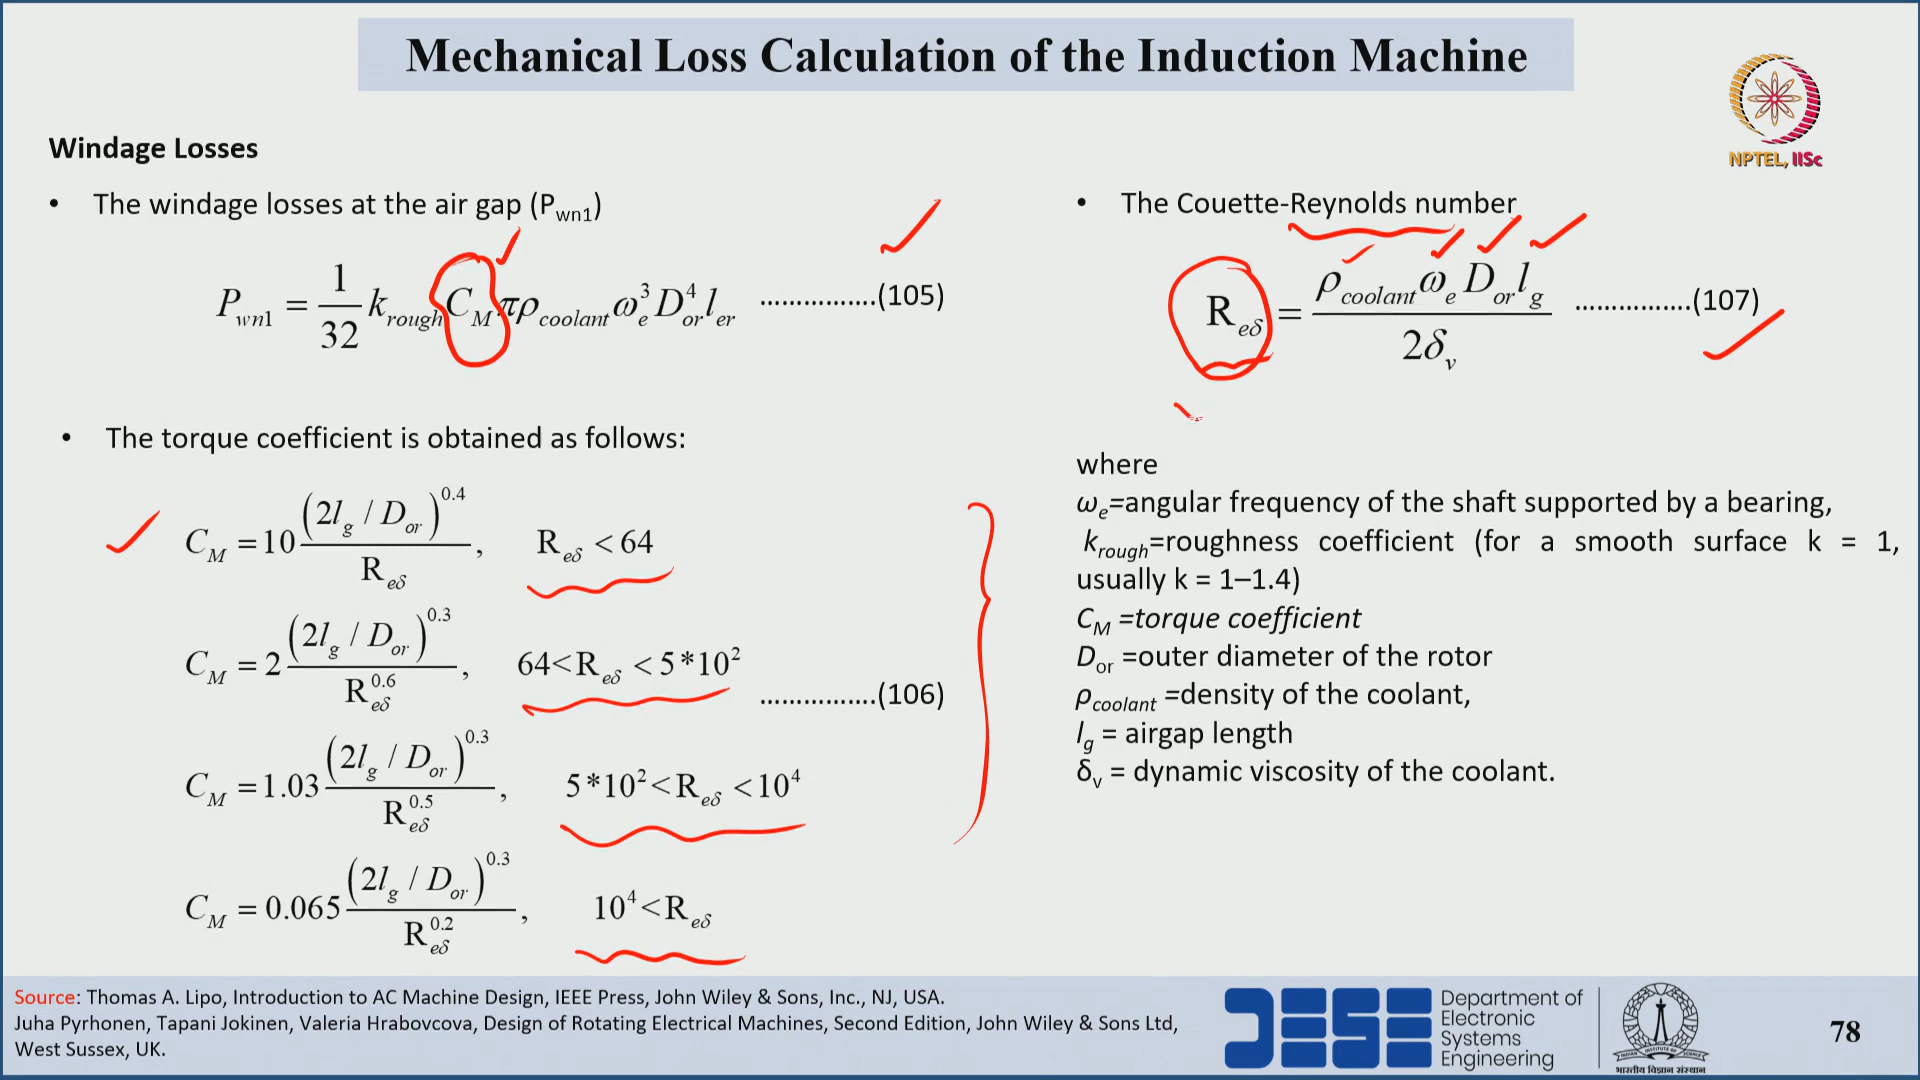 Mechanical Loss Calculation of the Induction Machine
NPTEL, IISc
Windage Losses
• The windage losses at the air gap (P_wn1)
P_wn1 = 1/32 k_rough C_M πρ_coolant ω_e^3 D_or^4 l_er ................(105)
• The torque coefficient is obtained as follows:
C_M = 10 (2l_g / D_or)^0.4 / R_eδ , R_eδ < 64
C_M = 2 (2l_g / D_or)^0.3 / R_eδ^0.6 , 64<R_eδ < 5*10^2 ................(106)
C_M = 1.03 (2l_g / D_or)^0.3 / R_eδ^0.5 , 5*10^2<R_eδ <10^4
C_M = 0.065 (2l_g / D_or)^0.3 / R_eδ^0.2 , 10^4<R_eδ
• The Couette-Reynolds number
R_eδ = ρ_coolant ω_e D_or l_g / 2δ_v ................(107)
where
ω_e=angular frequency of the shaft supported by a bearing,
k_rough=roughness coefficient (for a smooth surface k = 1,
usually k = 1–1.4)
C_M =torque coefficient
D_or =outer diameter of the rotor
ρ_coolant =density of the coolant,
l_g = airgap length
δ_v = dynamic viscosity of the coolant.
Source: Thomas A. Lipo, Introduction to AC Machine Design, IEEE Press, John Wiley & Sons, Inc., NJ, USA.
Juha Pyrhonen, Tapani Jokinen, Valeria Hrabovcova, Design of Rotating Electrical Machines, Second Edition, John Wiley & Sons Ltd,
West Sussex, UK.
DESE
Department of
Electronic
Systems
Engineering
भारतीय विज्ञान संस्थान
78